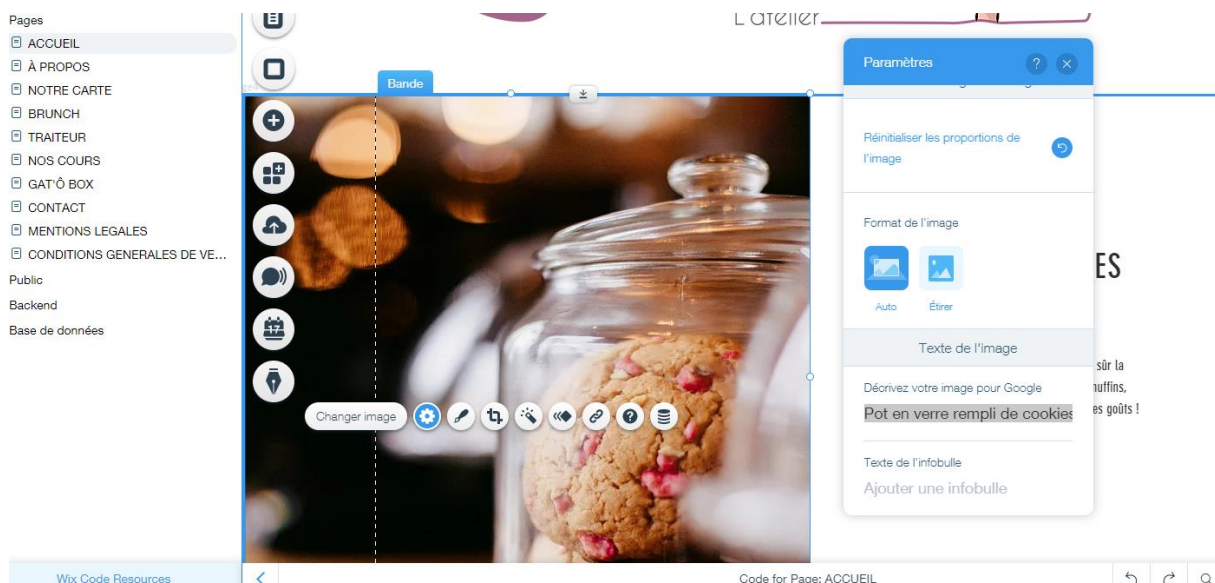 Pages
ACCUEIL
À PROPOS
NOTRE CARTE
BRUNCH
TRAITEUR
NOS COURS
GAT'Ô BOX
CONTACT
MENTIONS LEGALES
CONDITIONS GENERALES DE VE...
Public
Backend
Base de données
Wix Code Resources
L'atelier
Bande
17
Changer image
Paramètres
?
Réinitialiser les proportions de
l'image
Format de l'image
Auto
Étirer
Texte de l'image
Décrivez votre image pour Google
Pot en verre rempli de cookies
Texte de l'infobulle
Ajouter une infobulle
ES
sûr la
muffins,
es goûts !
Code for Page: ACCUEIL